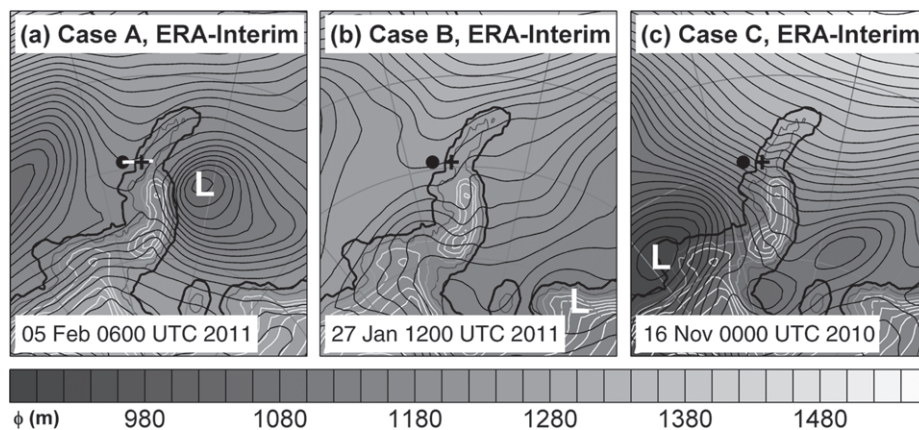 (a) Case A, ERA-Interim
(b) Case B, ERA-Interim
(c) Case C, ERA-Interim
L
L
L
05 Feb 0600 UTC 2011
27 Jan 1200 UTC 2011
16 Nov 0000 UTC 2010
ϕ (m) 980 1080 1180 1280 1380 1480